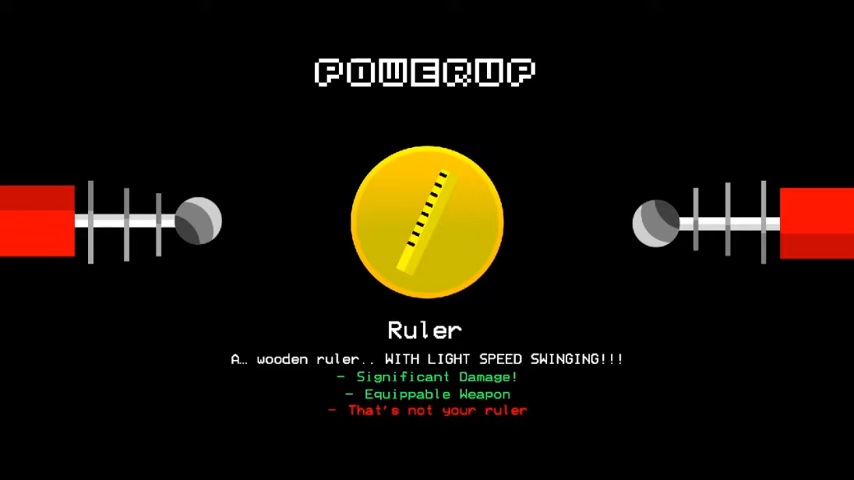 POWERUP
Ruler
A… wooden ruler.. WITH LIGHT SPEED SWINGING!!!
- Significant Damage!
- Equippable Weapon
- That's not your ruler